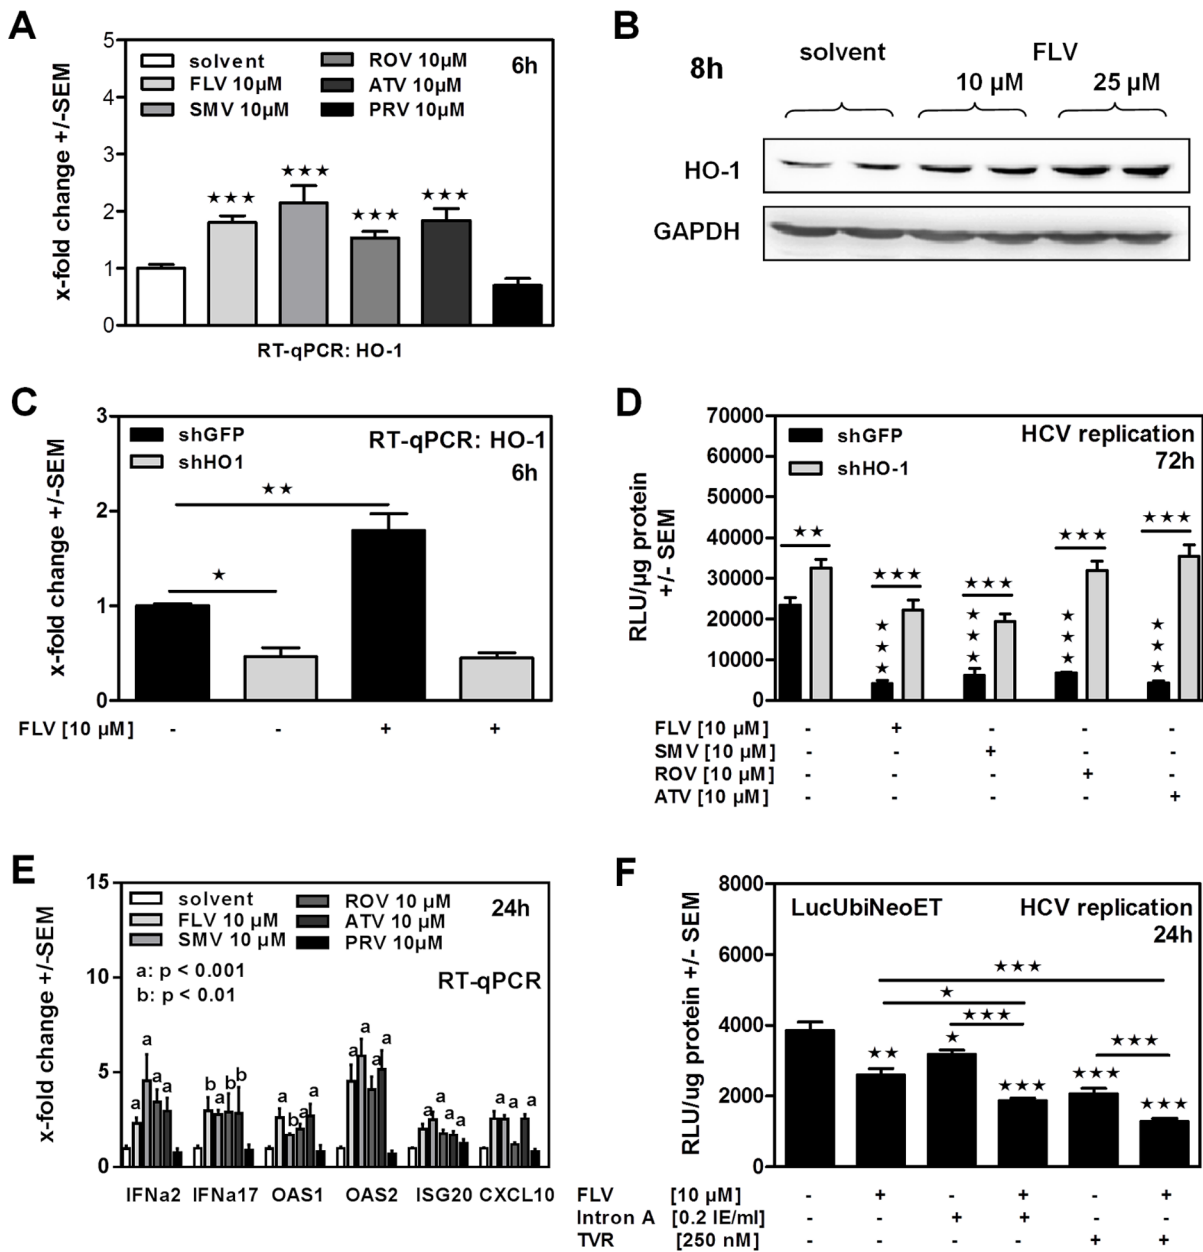 A
x-fold change +/-SEM
5
4
3
2
1
0
solvent
FLV 10µM
SMV 10µM
ROV 10µM
ATV 10µM
PRV 10µM
6h
★★★
★★★
★★★
★★★
RT-qPCR: HO-1
B
8h
solvent
FLV
10 µM
25 µM
HO-1
GAPDH
C
x-fold change +/-SEM
3
2
1
0
shGFP
shHO1
RT-qPCR: HO-1
6h
★★
★
FLV [10 µM] - - + +
D
RLU/µg protein
+/- SEM
70000
60000
50000
40000
30000
20000
10000
0
shGFP
shHO-1
HCV replication
72h
★★
★★★
★★★
★★★
★★★
★★★
★★★
★★★
★★★
FLV [10 µM] - + - - -
SMV [10 µM] - - + - -
ROV [10 µM] - - - + -
ATV [10 µM] - - - - +
E
x-fold change +/-SEM
15
10
5
0
solvent
FLV 10 µM
SMV 10 µM
ROV 10 µM
ATV 10 µM
PRV 10µM
24h
a: p < 0.001
b: p < 0.01
RT-qPCR
a a a a
b a b b
a b a a
a a a a
a a a a a
a a a
IFNa2 IFNa17 OAS1 OAS2 ISG20 CXCL10
F
RLU/ug protein +/- SEM
8000
6000
4000
2000
0
LucUbiNeoET
HCV replication
24h
★★★
★
★★★
★★★
★★
★
★★★
★★★
★★★
FLV [10 µM] - + - + - +
Intron A [0.2 IE/ml] - - + + - -
TVR [250 nM] - - - - + +